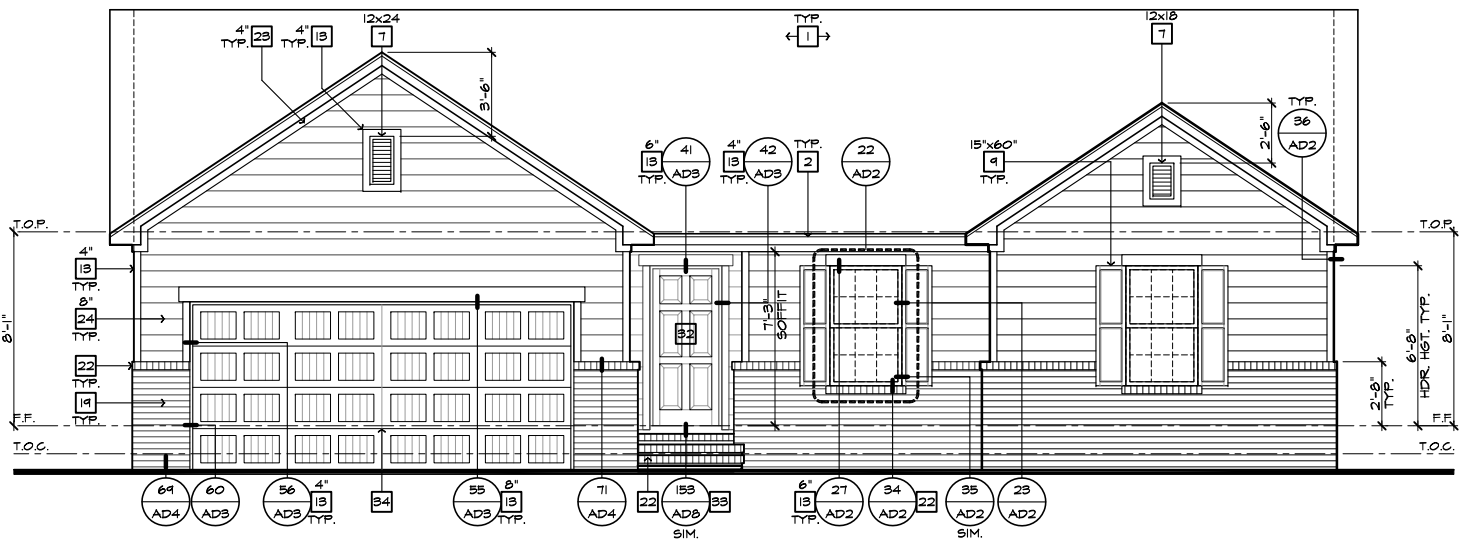 12x24
4" 23 TYP.
4" 13 TYP.
7
TYP.
1
12x18
7
3'-6"
2'-6"
TYP.
36
AD2
6"
13
TYP.
41
AD3
4"
13
TYP.
42
AD3
TYP.
2
22
AD2
15"x60"
9
TYP.
T.O.P.
T.O.P.
4"
13
TYP.
8"
24
TYP.
22
TYP.
19
TYP.
8'-1"
32
7'-3"
SOFFIT
6'-8"
HDR. HGT. TYP.
8'-1"
2'-8"
TYP.
F.F.
F.F.
T.O.C.
T.O.C.
69
AD4
60
AD3
56
AD3
4"
13
TYP.
34
55
AD3
8"
13
TYP.
71
AD4
22
153
AD8
33
SIM.
6"
13
TYP.
27
AD2
34
AD2
22
35
AD2
SIM.
23
AD2